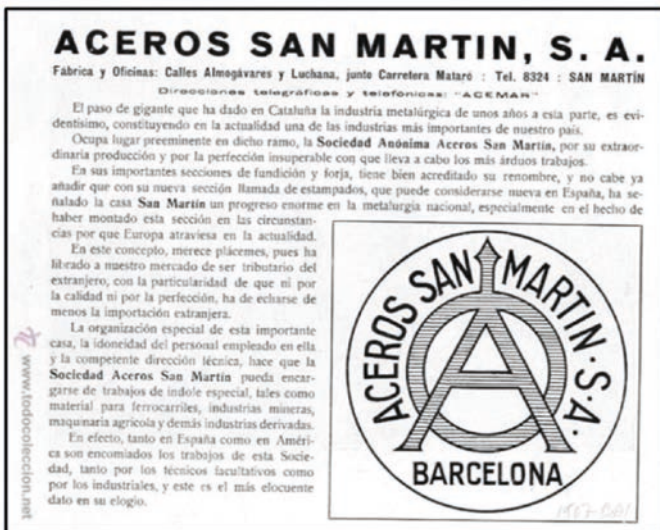 ACEROS SAN MARTIN, S. A.
Fábrica y Oficinas: Calles Almogávares y Luchana, junto Carretera Mataró : Tel. 8324 : SAN MARTÍN
Direcciones telegráficas y telefónicas: "ACEMAR"
El paso de gigante que ha dado en Cataluña la industria metalúrgica de unos años a esta parte, es evi-
dentísimo, constituyendo en la actualidad una de las industrias más importantes de nuestro país.
Ocupa lugar preeminente en dicho ramo, la Sociedad Anónima Aceros San Martín, por su extraor-
dinaria producción y por la perfección insuperable con que lleva a cabo los más árduos trabajos.
En sus importantes secciones de fundición y forja, tiene bien acreditado su renombre, y no cabe ya
añadir que con su nueva sección llamada de estampados, que puede considerarse nueva en España, ha se-
ñalado la casa San Martín un progreso enorme en la metalurgia nacional, especialmente en el hecho de
haber montado esta sección en las circunstan-
cias por que Europa atraviesa en la actualidad.
En este concepto, merece plácemes, pues ha
librado a nuestro mercado de ser tributario del
extranjero, con la particularidad de que ni por
la calidad ni por la perfección, ha de echarse de
menos la importación extranjera.
La organización especial de esta importante
casa, la idoneidad del personal empleado en ella
y la competente dirección técnica, hace que la
Sociedad Aceros San Martín pueda encar-
garse de trabajos de índole especial, tales como
material para ferrocarriles, industrias mineras,
maquinaria agrícola y demás industrias derivadas.
En efecto, tanto en España como en Améri-
ca son encomiados los trabajos de esta Socie-
dad, tanto por los técnicos facultativos como
por los industriales, y este es el más elocuente
dato en su elogio.
ACEROS SAN MARTIN·S·A·
BARCELONA
www.todocoleccion.net